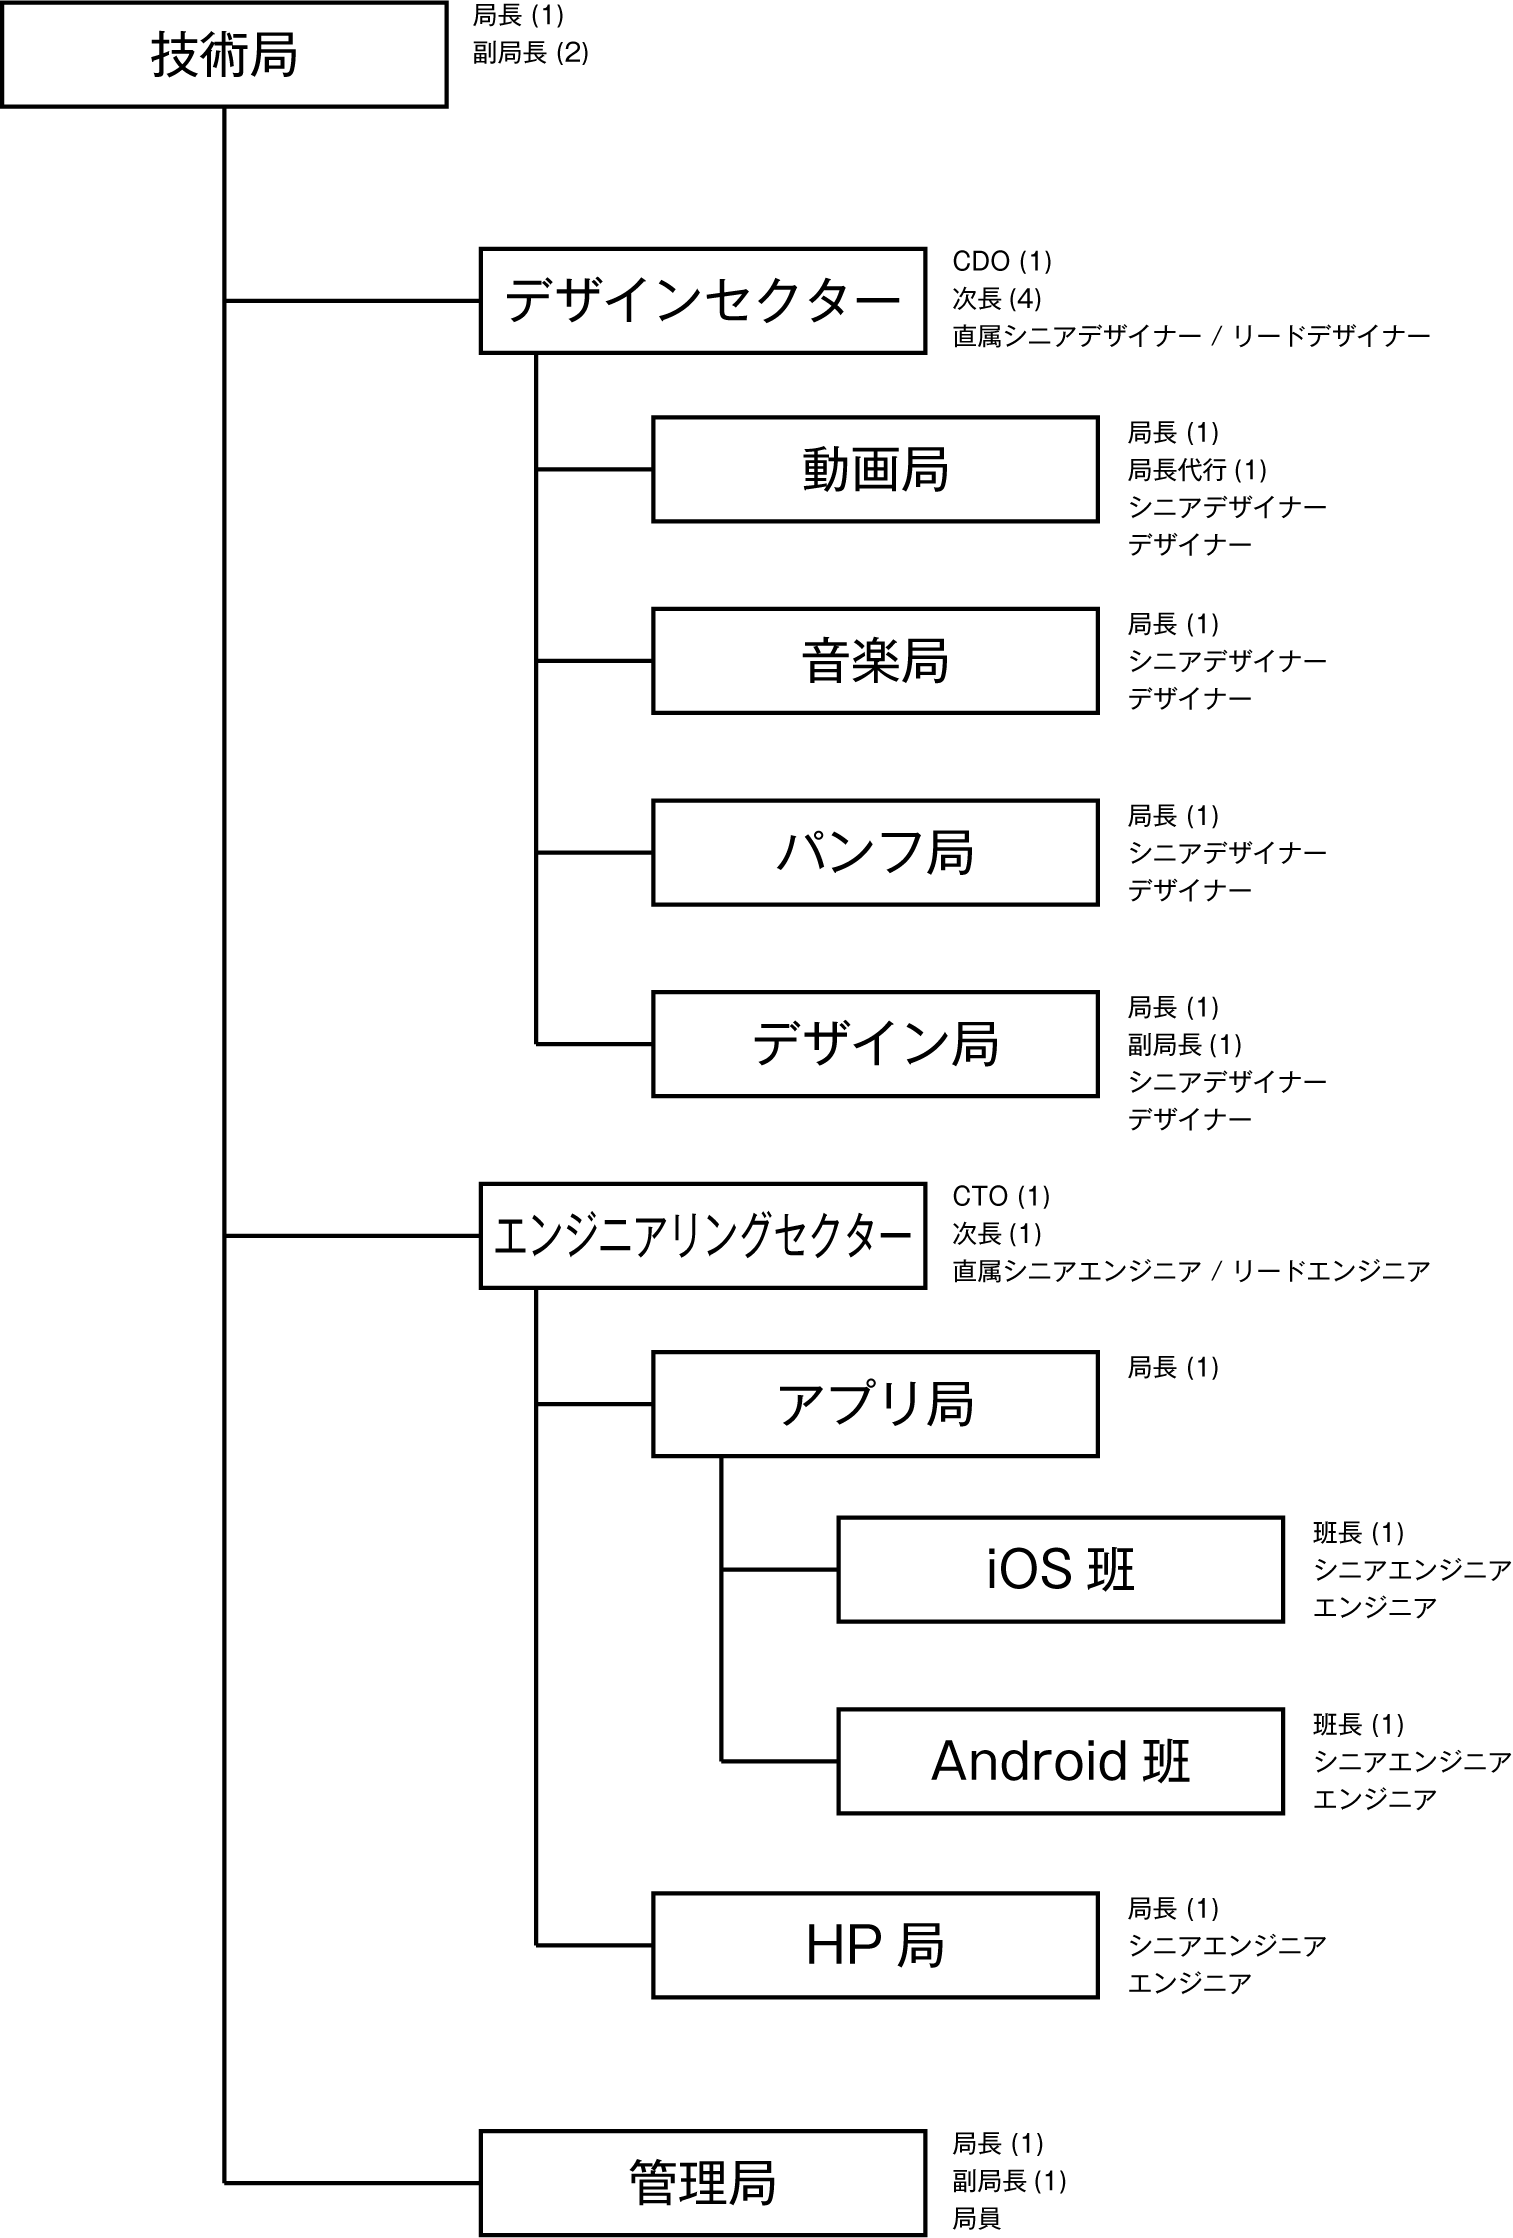 技術局
局長 (1)
副局長 (2)
デザインセクター
CDO (1)
次長 (4)
直属シニアデザイナー / リードデザイナー
動画局
局長 (1)
局長代行 (1)
シニアデザイナー
デザイナー
音楽局
局長 (1)
シニアデザイナー
デザイナー
パンフ局
局長 (1)
シニアデザイナー
デザイナー
デザイン局
局長 (1)
副局長 (1)
シニアデザイナー
デザイナー
エンジニアリングセクター
CTO (1)
次長 (1)
直属シニアエンジニア / リードエンジニア
アプリ局
局長 (1)
iOS 班
班長 (1)
シニアエンジニア
エンジニア
Android 班
班長 (1)
シニアエンジニア
エンジニア
HP 局
局長 (1)
シニアエンジニア
エンジニア
管理局
局長 (1)
副局長 (1)
局員